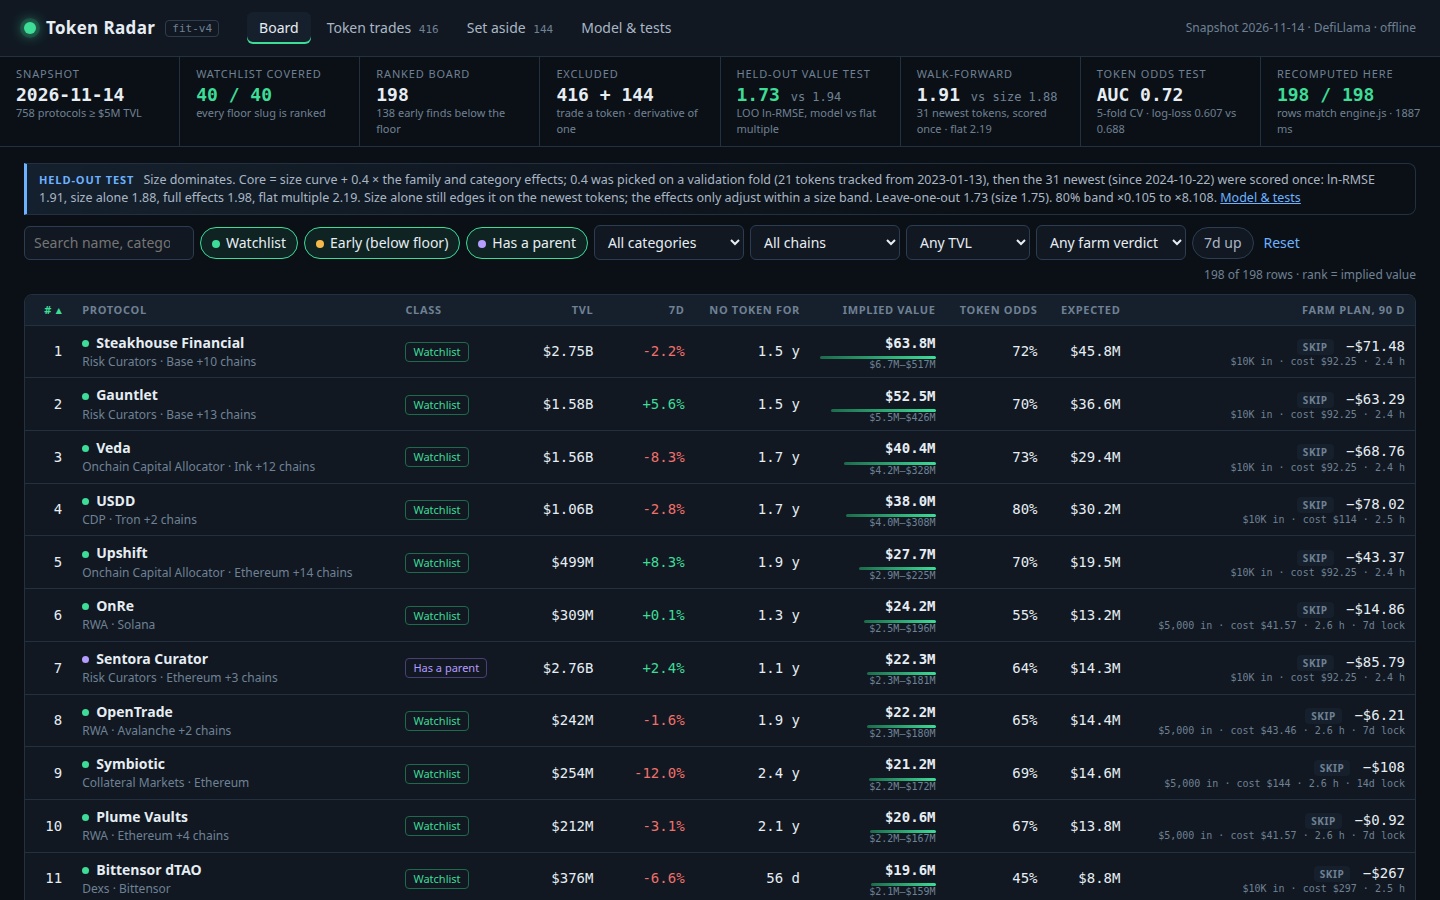 Token Radar fit-v4 Board Token trades 416 Set aside 144 Model & tests Snapshot 2026-11-14 · DefiLlama · offline
SNAPSHOT
2026-11-14
758 protocols ≥ $5M TVL
WATCHLIST COVERED
40 / 40
every floor slug is ranked
RANKED BOARD
198
138 early finds below the
floor
EXCLUDED
416 + 144
trade a token · derivative of
one
HELD-OUT VALUE TEST
1.73 vs 1.94
LOO ln-RMSE, model vs flat
multiple
WALK-FORWARD
1.91 vs size 1.88
31 newest tokens, scored
once · flat 2.19
TOKEN ODDS TEST
AUC 0.72
5-fold CV · log-loss 0.607 vs
0.688
RECOMPUTED HERE
198 / 198
rows match engine.js · 1887
ms
HELD-OUT TEST Size dominates. Core = size curve + 0.4 × the family and category effects; 0.4 was picked on a validation fold (21 tokens tracked from 2023-01-13), then the 31 newest (since 2024-10-22) were scored once: ln-RMSE
1.91, size alone 1.88, full effects 1.98, flat multiple 2.19. Size alone still edges it on the newest tokens; the effects only adjust within a size band. Leave-one-out 1.73 (size 1.75). 80% band ×0.105 to ×8.108. Model & tests
Search name, catego Watchlist Early (below floor) Has a parent All categories All chains Any TVL Any farm verdict 7d up Reset
198 of 198 rows · rank = implied value
# ▲ PROTOCOL CLASS TVL 7D NO TOKEN FOR IMPLIED VALUE TOKEN ODDS EXPECTED FARM PLAN, 90 D
1 Steakhouse Financial Watchlist $2.75B -2.2% 1.5 y $63.8M 72% $45.8M SKIP −$71.48
Risk Curators · Base +10 chains $6.7M–$517M $10K in · cost $92.25 · 2.4 h
2 Gauntlet Watchlist $1.58B +5.6% 1.5 y $52.5M 70% $36.6M SKIP −$63.29
Risk Curators · Base +13 chains $5.5M–$426M $10K in · cost $92.25 · 2.4 h
3 Veda Watchlist $1.56B -8.3% 1.7 y $40.4M 73% $29.4M SKIP −$68.76
Onchain Capital Allocator · Ink +12 chains $4.2M–$328M $10K in · cost $92.25 · 2.4 h
4 USDD Watchlist $1.06B -2.8% 1.7 y $38.0M 80% $30.2M SKIP −$78.02
CDP · Tron +2 chains $4.0M–$308M $10K in · cost $114 · 2.5 h
5 Upshift Watchlist $499M +8.3% 1.9 y $27.7M 70% $19.5M SKIP −$43.37
Onchain Capital Allocator · Ethereum +14 chains $2.9M–$225M $10K in · cost $92.25 · 2.4 h
6 OnRe Watchlist $309M +0.1% 1.3 y $24.2M 55% $13.2M SKIP −$14.86
RWA · Solana $2.5M–$196M $5,000 in · cost $41.57 · 2.6 h · 7d lock
7 Sentora Curator Has a parent $2.76B +2.4% 1.1 y $22.3M 64% $14.3M SKIP −$85.79
Risk Curators · Ethereum +3 chains $2.3M–$181M $10K in · cost $92.25 · 2.4 h
8 OpenTrade Watchlist $242M -1.6% 1.9 y $22.2M 65% $14.4M SKIP −$6.21
RWA · Avalanche +2 chains $2.3M–$180M $5,000 in · cost $43.46 · 2.6 h · 7d lock
9 Symbiotic Watchlist $254M -12.0% 2.4 y $21.2M 69% $14.6M SKIP −$108
Collateral Markets · Ethereum $2.2M–$172M $5,000 in · cost $144 · 2.6 h · 14d lock
10 Plume Vaults Watchlist $212M -3.1% 2.1 y $20.6M 67% $13.8M SKIP −$0.92
RWA · Ethereum +4 chains $2.2M–$167M $5,000 in · cost $41.57 · 2.6 h · 7d lock
11 Bittensor dTAO Watchlist $376M -6.6% 56 d $19.6M 45% $8.8M SKIP −$267
Dexs · Bittensor $2.1M–$159M $10K in · cost $297 · 2.5 h